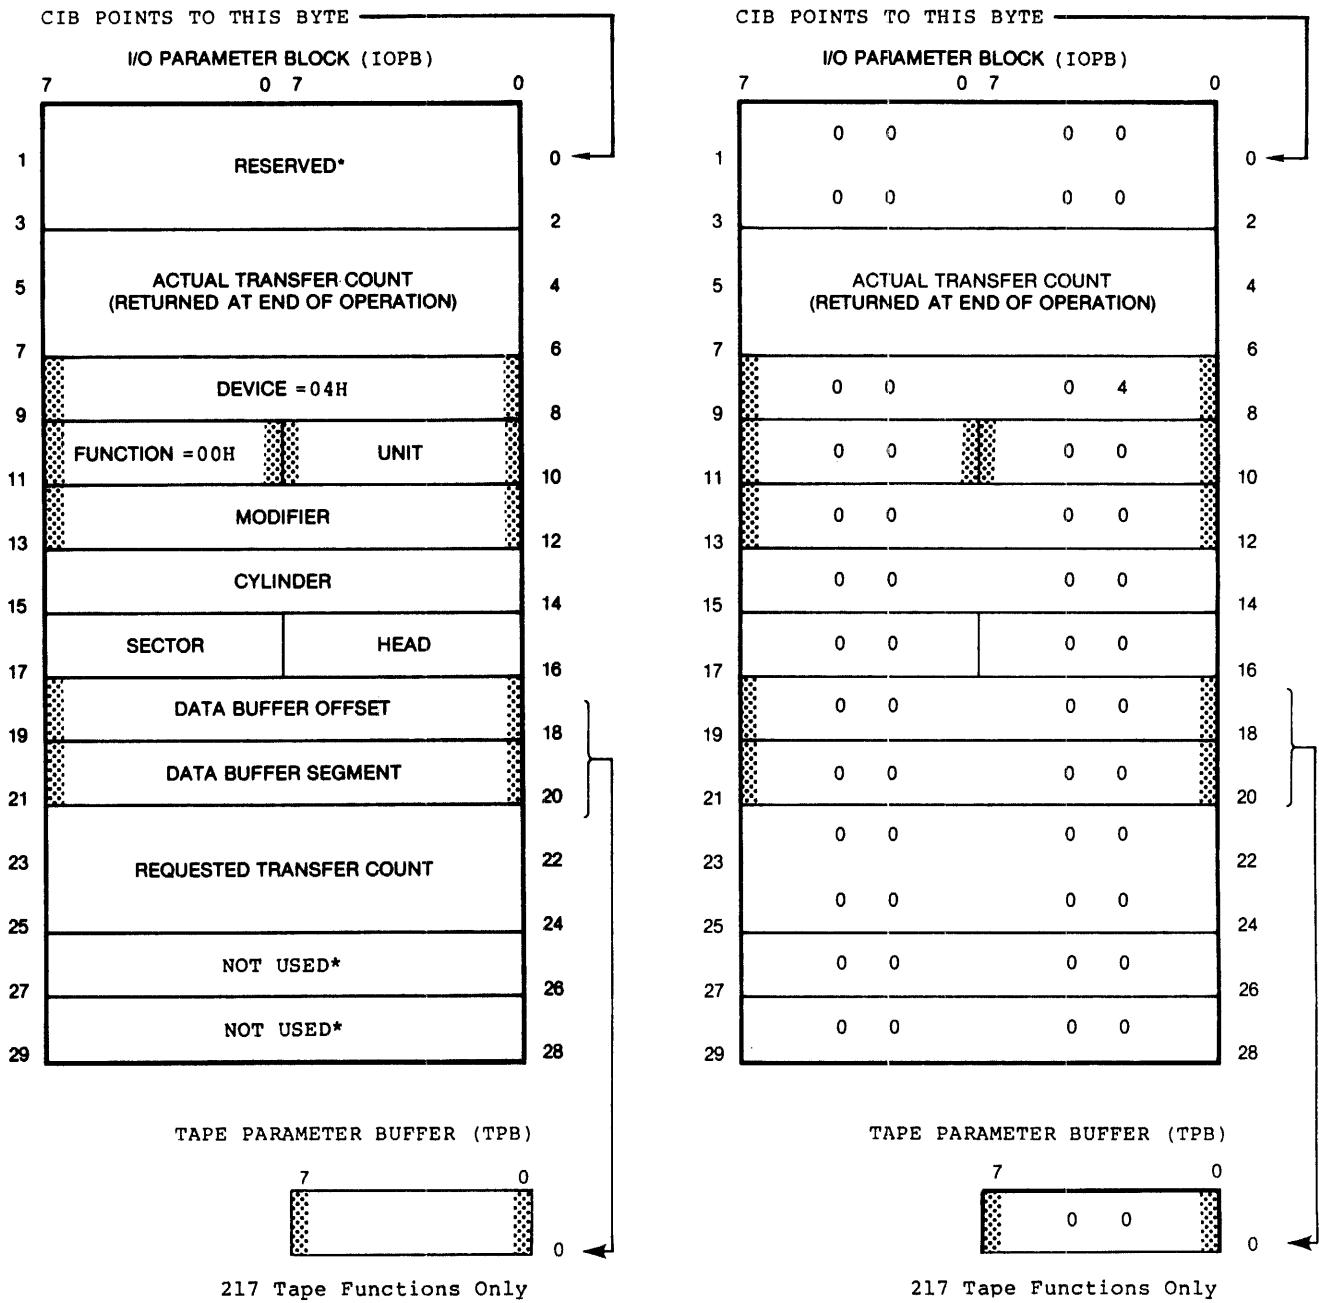 CIB POINTS TO THIS BYTE
I/O PARAMETER BLOCK (IOPB)
7 0 7 0
RESERVED*
1 0
3 2
ACTUAL TRANSFER COUNT
(RETURNED AT END OF OPERATION)
5 4
7 6
DEVICE =04H
9 8
FUNCTION =00H UNIT
11 10
MODIFIER
13 12
CYLINDER
15 14
SECTOR HEAD
17 16
DATA BUFFER OFFSET
19 18
DATA BUFFER SEGMENT
21 20
REQUESTED TRANSFER COUNT
23 22
25 24
NOT USED*
27 26
NOT USED*
29 28
TAPE PARAMETER BUFFER (TPB)
7 0
0
217 Tape Functions Only
CIB POINTS TO THIS BYTE
I/O PARAMETER BLOCK (IOPB)
7 0 7 0
0 0 0 0
1 0
0 0 0 0
3 2
ACTUAL TRANSFER COUNT
(RETURNED AT END OF OPERATION)
5 4
7 6
0 0 0 4
9 8
0 0 0 0
11 10
0 0 0 0
13 12
0 0 0 0
15 14
0 0 0 0
17 16
0 0 0 0
19 18
0 0 0 0
21 20
0 0 0 0
23 22
0 0 0 0
25 24
0 0 0 0
27 26
0 0 0 0
29 28
TAPE PARAMETER BUFFER (TPB)
7 0
0 0
0
217 Tape Functions Only